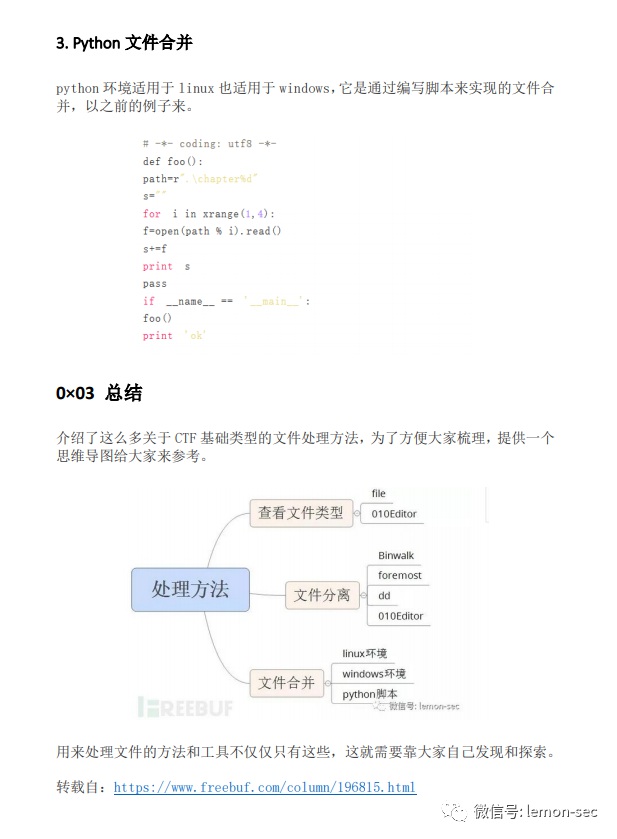 3. Python 文件合并
python 环境适用于 linux 也适用于 windows，它是通过编写脚本来实现的文件合
并，以之前的例子来。
# -*- coding: utf8 -*-
def foo():
path=r".\chapter%d"
s=""
for i in xrange(1,4):
f=open(path % i).read()
s+=f
print s
pass
if __name__ == '__main__':
foo()
print 'ok'
0×03 总结
介绍了这么多关于 CTF 基础类型的文件处理方法，为了方便大家梳理，提供一个
思维导图给大家来参考。
处理方法
查看文件类型
file
010Editor
文件分离
Binwalk
foremost
dd
010Editor
文件合并
linux环境
windows环境
python脚本
REEBUF
微信号: lemon-sec
用来处理文件的方法和工具不仅仅只有这些，这就需要靠大家自己发现和探索。
转载自：https://www.freebuf.com/column/196815.html
微信号: lemon-sec